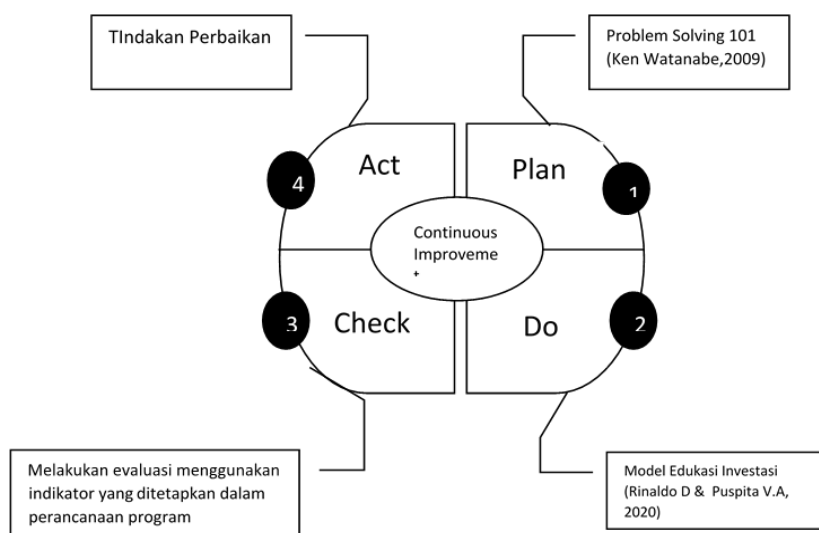 TIndakan Perbaikan
Problem Solving 101
(Ken Watanabe,2009)
4
Act
Plan
1
Continuous
Improveme
3
Check
Do
2
Melakukan evaluasi menggunakan
indikator yang ditetapkan dalam
perancanaan program
Model Edukasi Investasi
(Rinaldo D & Puspita V.A,
2020)